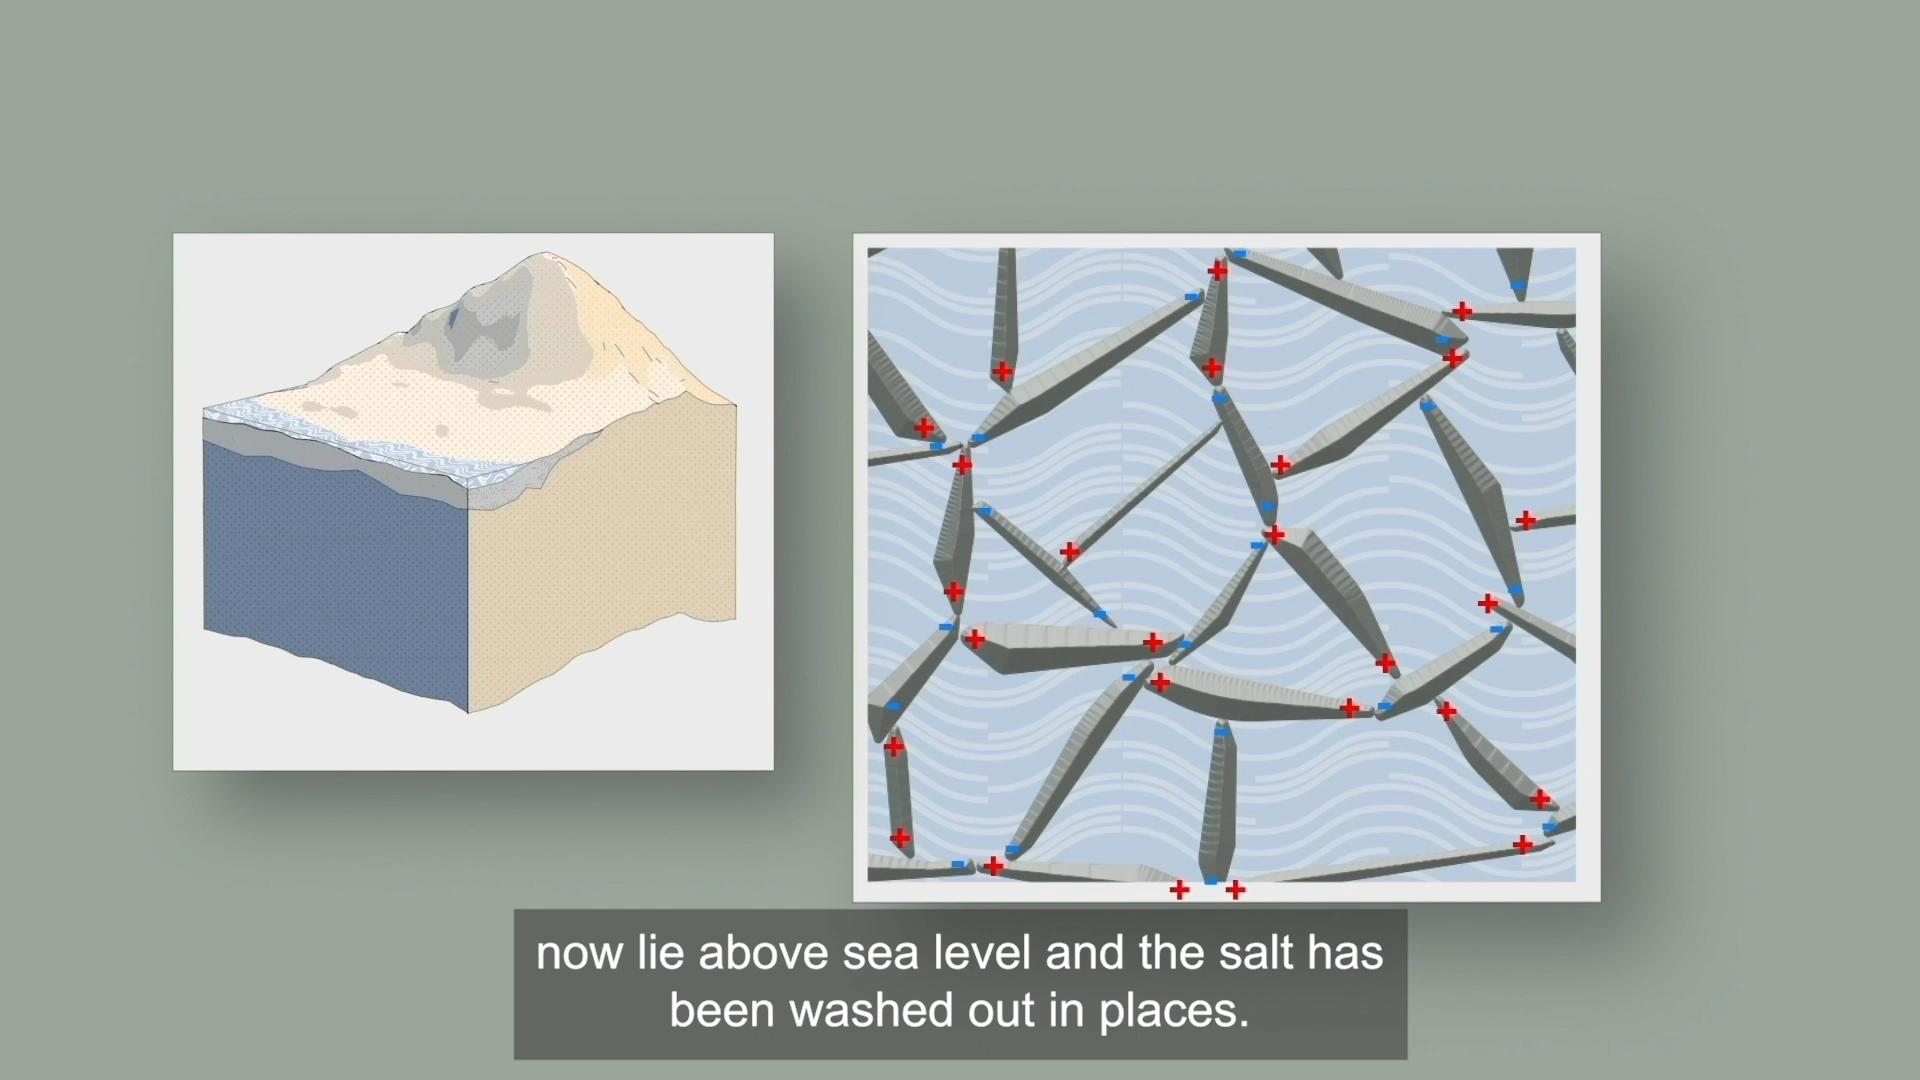 now lie above sea level and the salt has
been washed out in places.